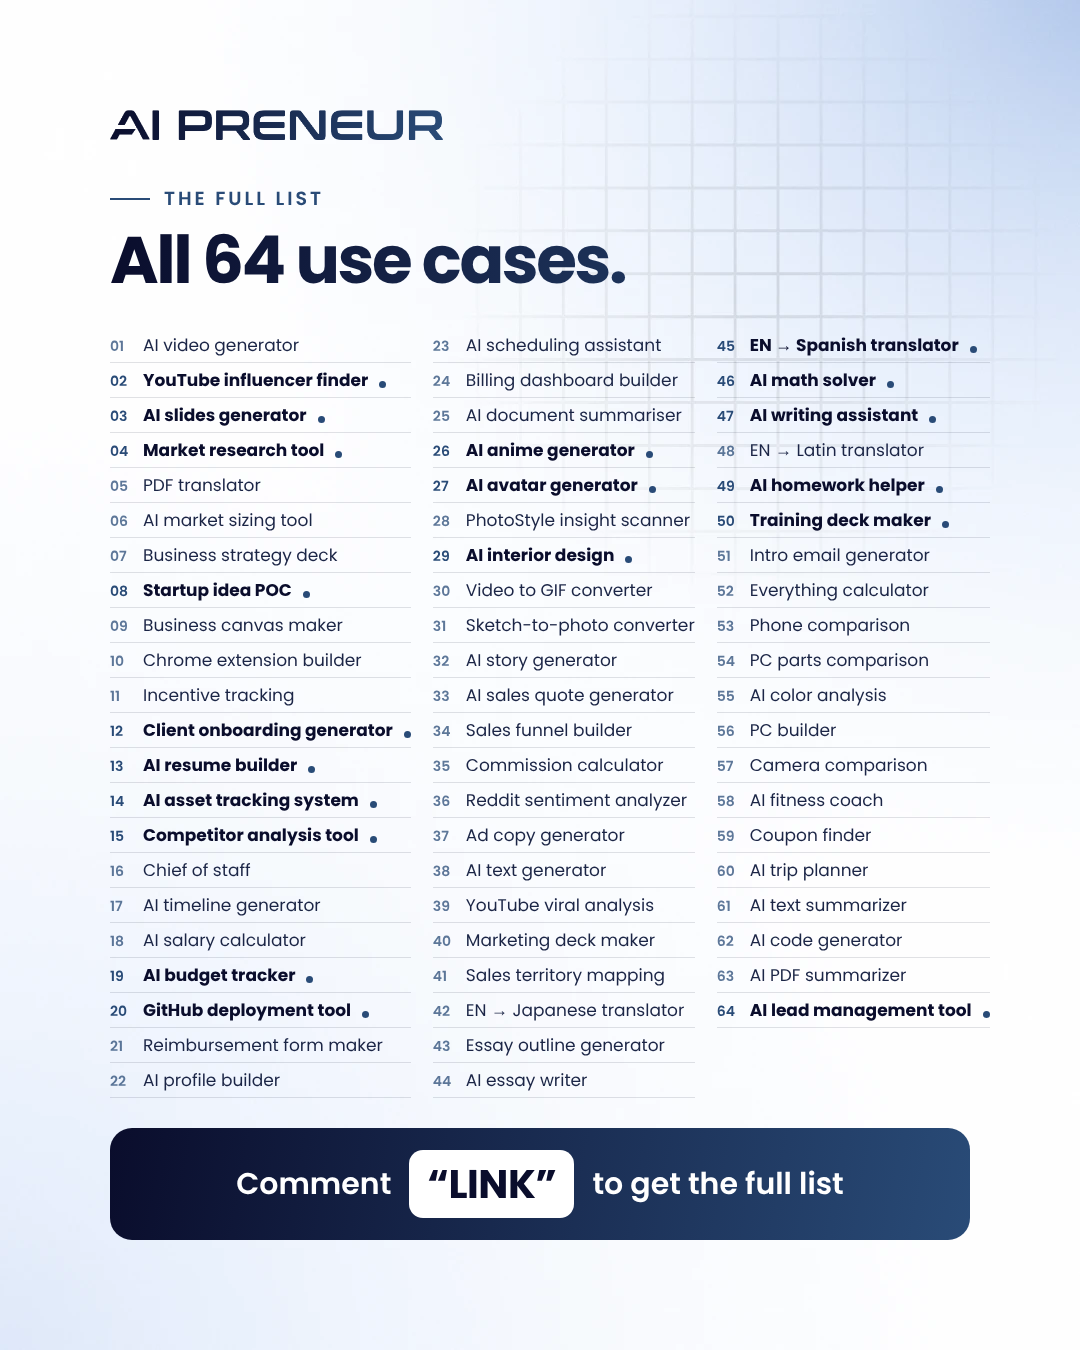 AI PRENEUR
THE FULL LIST
All 64 use cases.
01 AI video generator
02 YouTube influencer finder
03 AI slides generator
04 Market research tool
05 PDF translator
06 AI market sizing tool
07 Business strategy deck
08 Startup idea POC
09 Business canvas maker
10 Chrome extension builder
11 Incentive tracking
12 Client onboarding generator
13 AI resume builder
14 AI asset tracking system
15 Competitor analysis tool
16 Chief of staff
17 AI timeline generator
18 AI salary calculator
19 AI budget tracker
20 GitHub deployment tool
21 Reimbursement form maker
22 AI profile builder
23 AI scheduling assistant
24 Billing dashboard builder
25 AI document summariser
26 AI anime generator
27 AI avatar generator
28 PhotoStyle insight scanner
29 AI interior design
30 Video to GIF converter
31 Sketch-to-photo converter
32 AI story generator
33 AI sales quote generator
34 Sales funnel builder
35 Commission calculator
36 Reddit sentiment analyzer
37 Ad copy generator
38 AI text generator
39 YouTube viral analysis
40 Marketing deck maker
41 Sales territory mapping
42 EN → Japanese translator
43 Essay outline generator
44 AI essay writer
45 EN → Spanish translator
46 AI math solver
47 AI writing assistant
48 EN → Latin translator
49 AI homework helper
50 Training deck maker
51 Intro email generator
52 Everything calculator
53 Phone comparison
54 PC parts comparison
55 AI color analysis
56 PC builder
57 Camera comparison
58 AI fitness coach
59 Coupon finder
60 AI trip planner
61 AI text summarizer
62 AI code generator
63 AI PDF summarizer
64 AI lead management tool
Comment “LINK” to get the full list